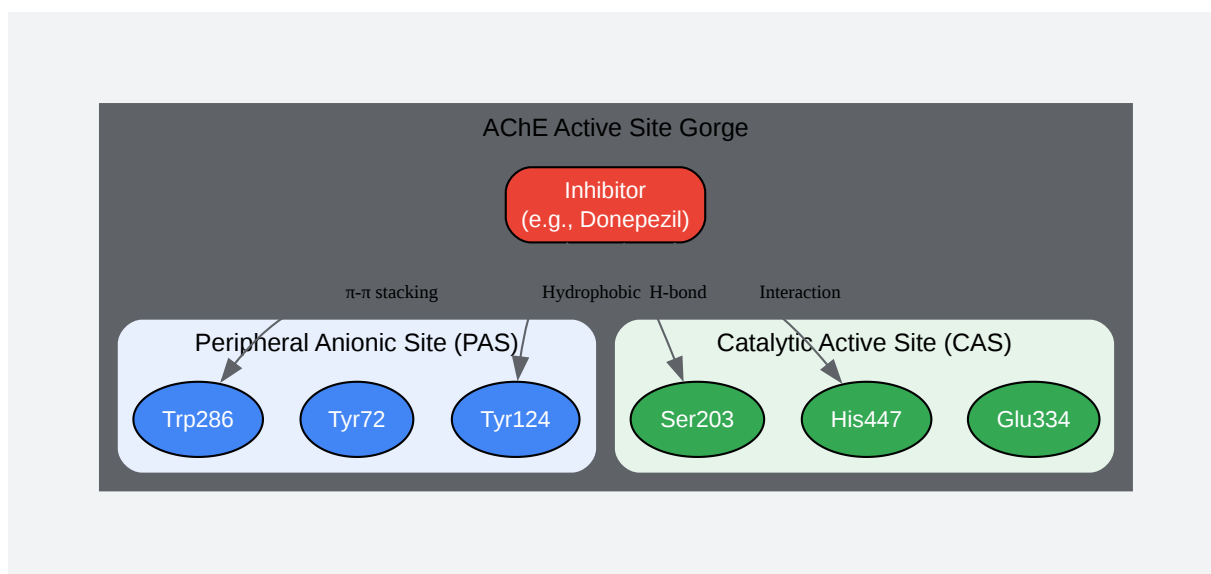 AChE Active Site Gorge
Inhibitor
(e.g., Donepezil)
π-π stacking
Hydrophobic
H-bond
Interaction
Peripheral Anionic Site (PAS)
Catalytic Active Site (CAS)
Trp286
Tyr72
Tyr124
Ser203
His447
Glu334